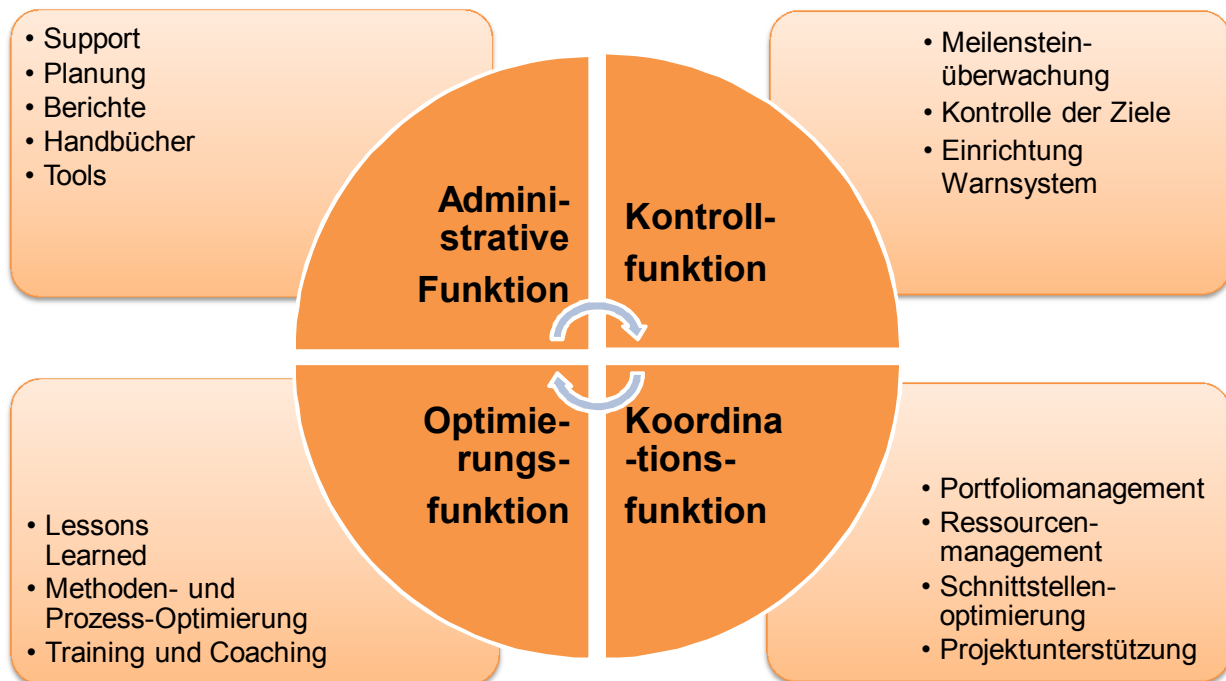 • Support
• Planung
• Berichte
• Handbücher
• Tools
• Meilenstein-
überwachung
• Kontrolle der Ziele
• Einrichtung
Warnsystem
Admini-
strative
Funktion
Kontroll-
funktion
Optimie-
rungs-
funktion
Koordina
-tions-
funktion
• Lessons
Learned
• Methoden- und
Prozess-Optimierung
• Training und Coaching
• Portfoliomanagement
• Ressourcen-
management
• Schnittstellen-
optimierung
• Projektunterstützung